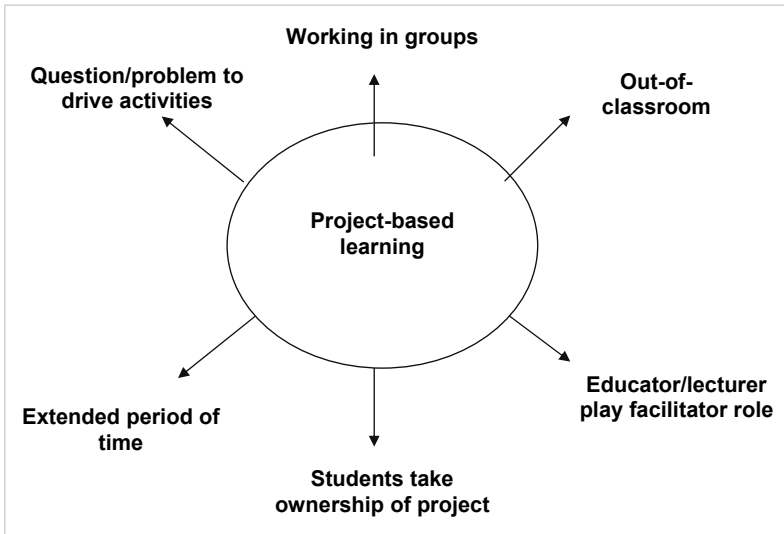 Working in groups
Question/problem to
drive activities
Out-of-
classroom
Project-based
learning
Educator/lecturer
play facilitator role
Extended period of
time
Students take
ownership of project